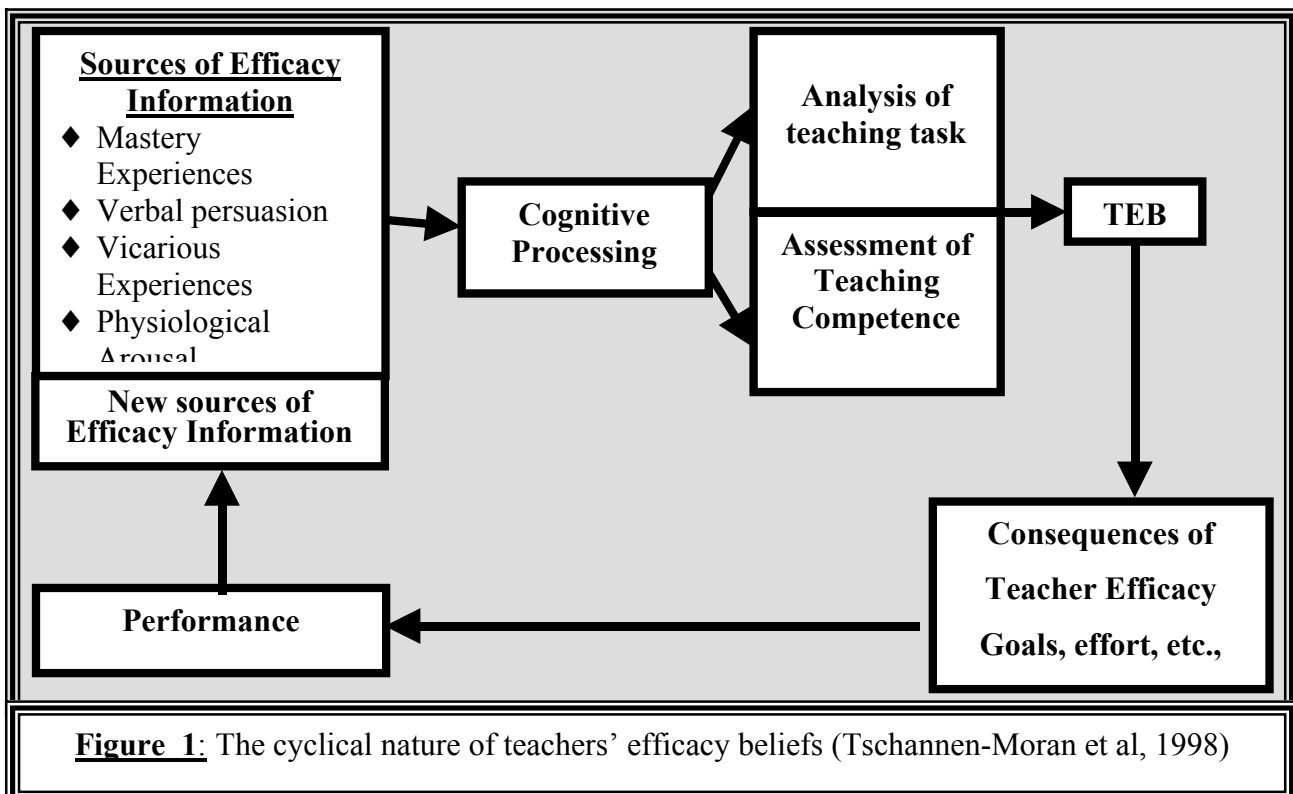 Sources of Efficacy
Information
♦ Mastery
Experiences
♦ Verbal persuasion
♦ Vicarious
Experiences
♦ Physiological
Arousal
New sources of
Efficacy Information
Cognitive
Processing
Analysis of
teaching task
Assessment of
Teaching
Competence
TEB
Consequences of
Teacher Efficacy
Goals, effort, etc.,
Performance
Figure 1: The cyclical nature of teachers’ efficacy beliefs (Tschannen-Moran et al, 1998)